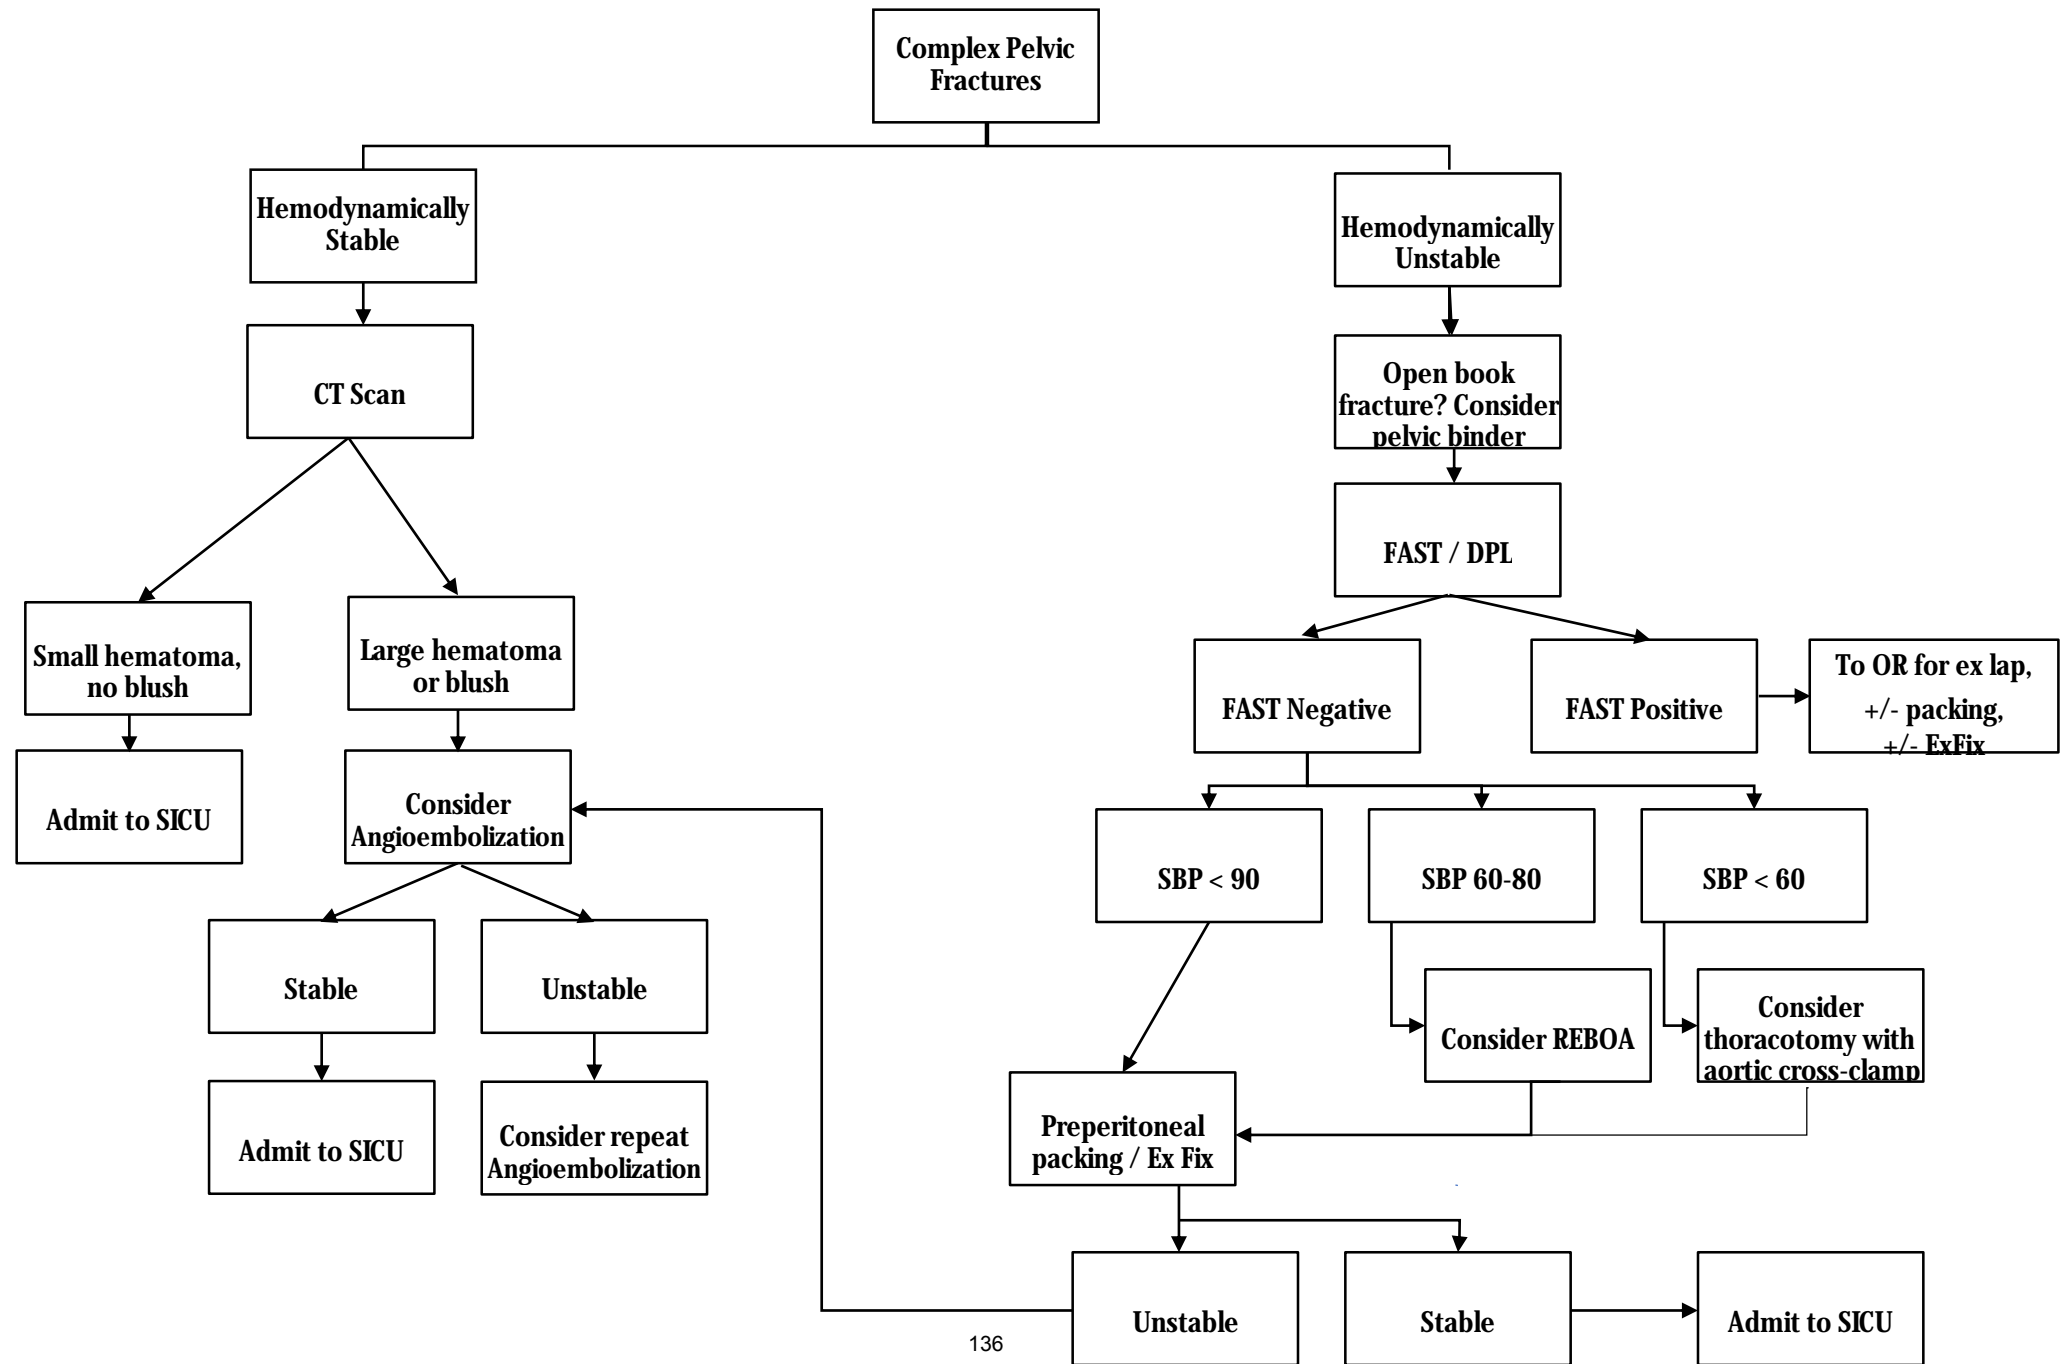 Complex Pelvic
Fractures
Hemodynamically
Stable
Hemodynamically
Unstable
CT Scan
Open book
fracture? Consider
pelvic binder
FAST / DPL
Small hematoma,
no blush
Large hematoma
or blush
FAST Negative
FAST Positive
To OR for ex lap,
+/- packing,
+/- ExFix
Admit to SICU
Consider
Angioembolization
SBP < 90
SBP 60-80
SBP < 60
Stable
Unstable
Consider REBOA
Consider
thoracotomy with
aortic cross-clamp
Admit to SICU
Consider repeat
Angioembolization
Preperitoneal
packing / Ex Fix
Unstable
Stable
Admit to SICU
136